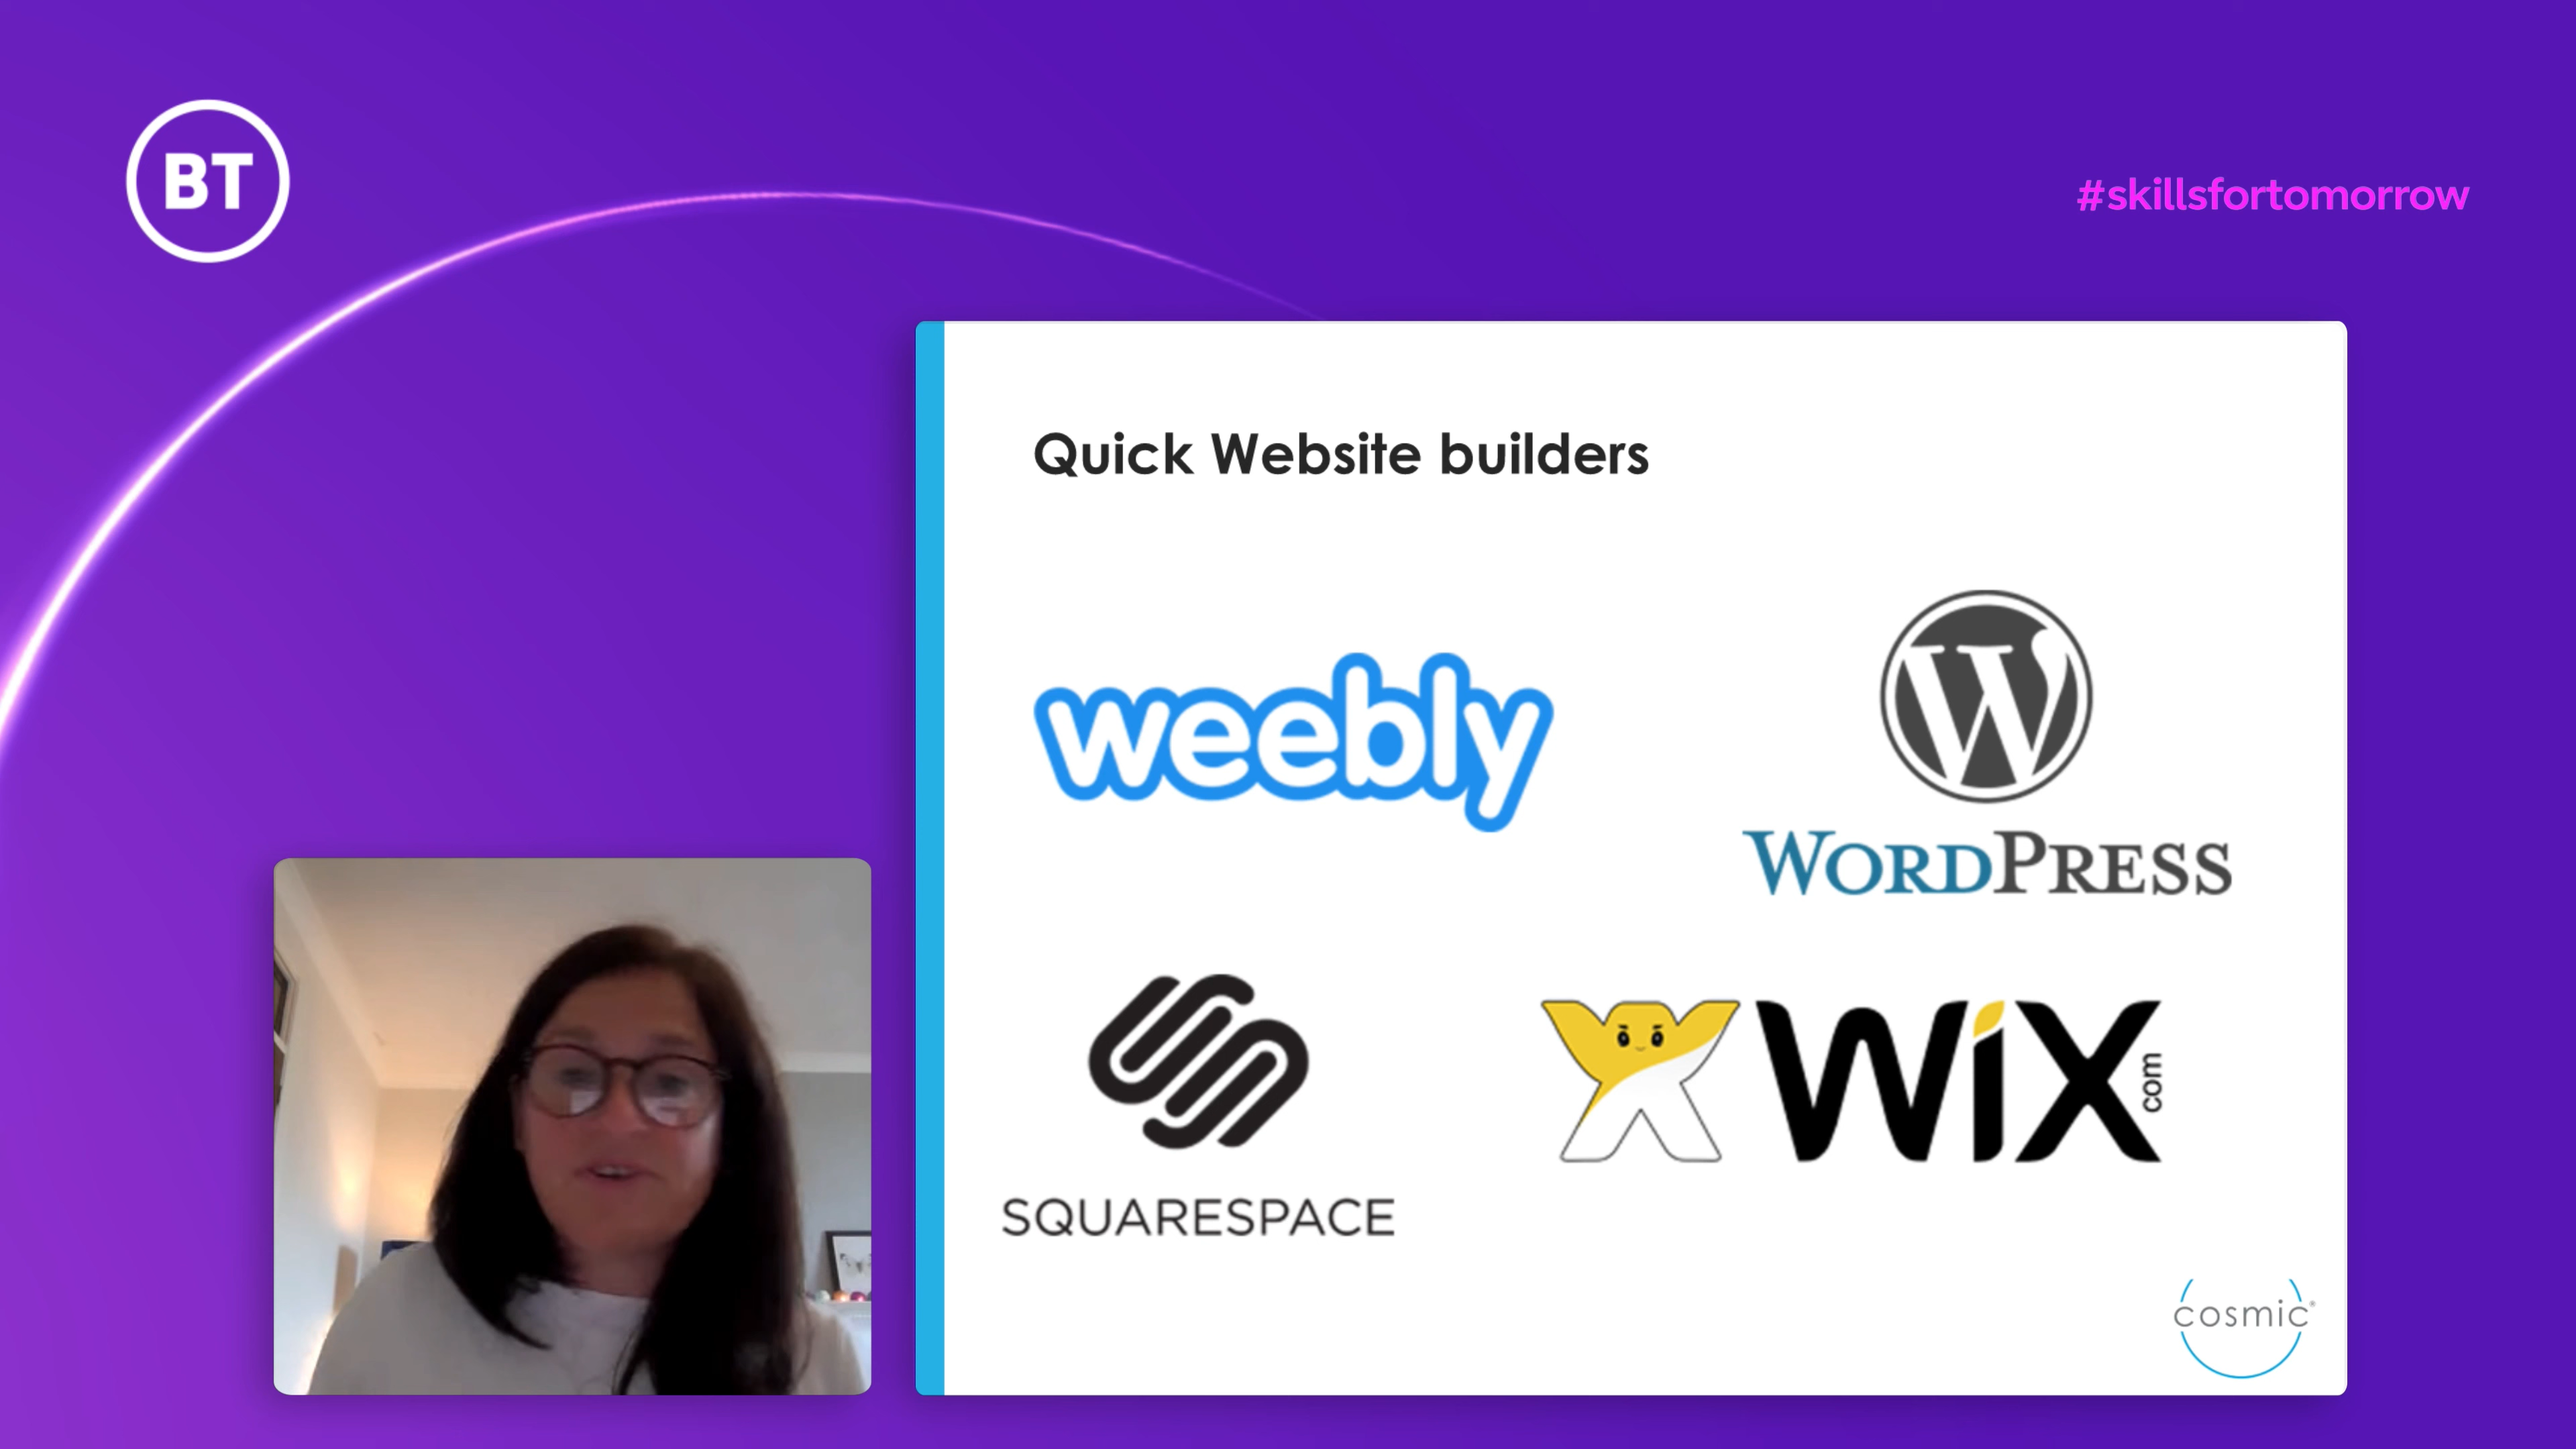 BT
#skillsfortomorrow
Quick Website builders
weebly
W
WORDPRESS
SQUARESPACE
WiX.com
cosmic®